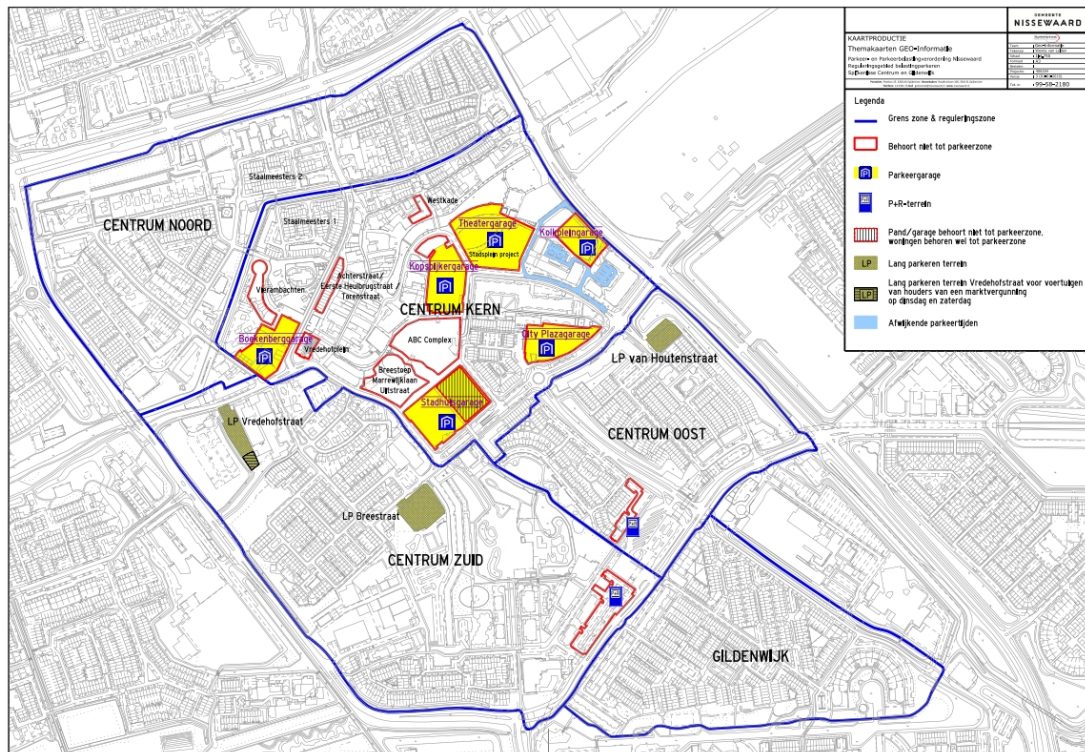 GEMEENTE
NISSEWAARD
KAARTPRODUCTIE
Themakaarten GEO-Informatie
Parkeer- en Parkeerbelastingverordening Nissewaard
Reguleringsgebied belastingparkeren
Spijkenisse Centrum en Gildenwijk
99-58-2180
Legenda
Grens zone & reguleringszone
Behoort niet tot parkeerzone
Parkeergarage
P+R-terrein
Pand/garage behoort niet tot parkeerzone,
woningen behoren wel tot parkeerzone
LP
Lang parkeren terrein
LP
Lang parkeren terrein Vredehofstraat voor voertuigen
van houders van een marktvergunning
op dinsdag en zaterdag
Afwijkende parkeertijden
Staalmeesters 2
CENTRUM NOORD
Staalmeesters 1
Westkade
Theatergarage
Stadsplein project
Kolkpleingarage
Kopspijkergarage
Achterstraat/
Eerste Heulbrugstraat /
Torenstraat
Vierambachten
CENTRUM KERN
Boekenberggarage
Vredehofplein
ABC Complex
City Plazagarage
LP van Houtenstraat
Breestoep
Marrewijklaan
Uitstraat
Stadhuisgarage
LP Vredehofstraat
CENTRUM OOST
LP Breestraat
CENTRUM ZUID
GILDENWIJK